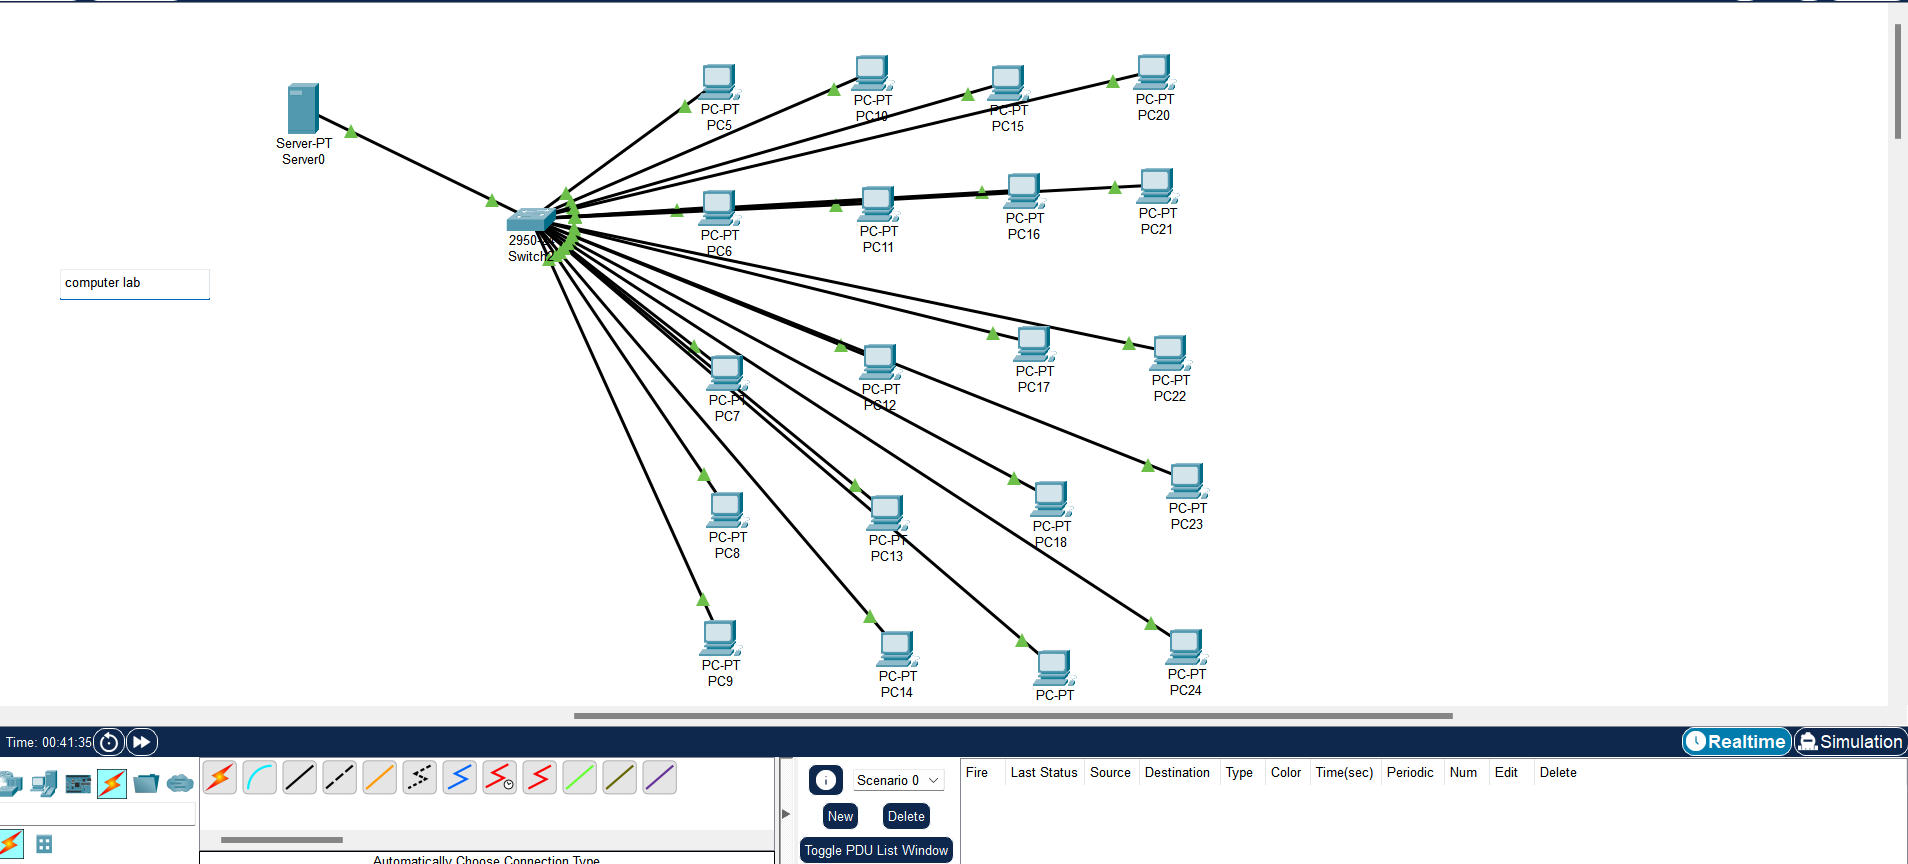 PC-PT
PC5
PC-PT
PC10
PC-PT
PC15
PC-PT
PC20
Server-PT
Server0
PC-PT
PC6
PC-PT
PC11
PC-PT
PC16
PC-PT
PC21
2950-24
Switch2
computer lab
PC-PT
PC7
PC-PT
PC12
PC-PT
PC17
PC-PT
PC22
PC-PT
PC8
PC-PT
PC13
PC-PT
PC18
PC-PT
PC23
PC-PT
PC9
PC-PT
PC14
PC-PT
PC-PT
PC24
Time: 00:41:35
Realtime
Simulation
Scenario 0
New
Delete
Toggle PDU List Window
Fire Last Status Source Destination Type Color Time(sec) Periodic Num Edit Delete
Automatically Choose Connection Type